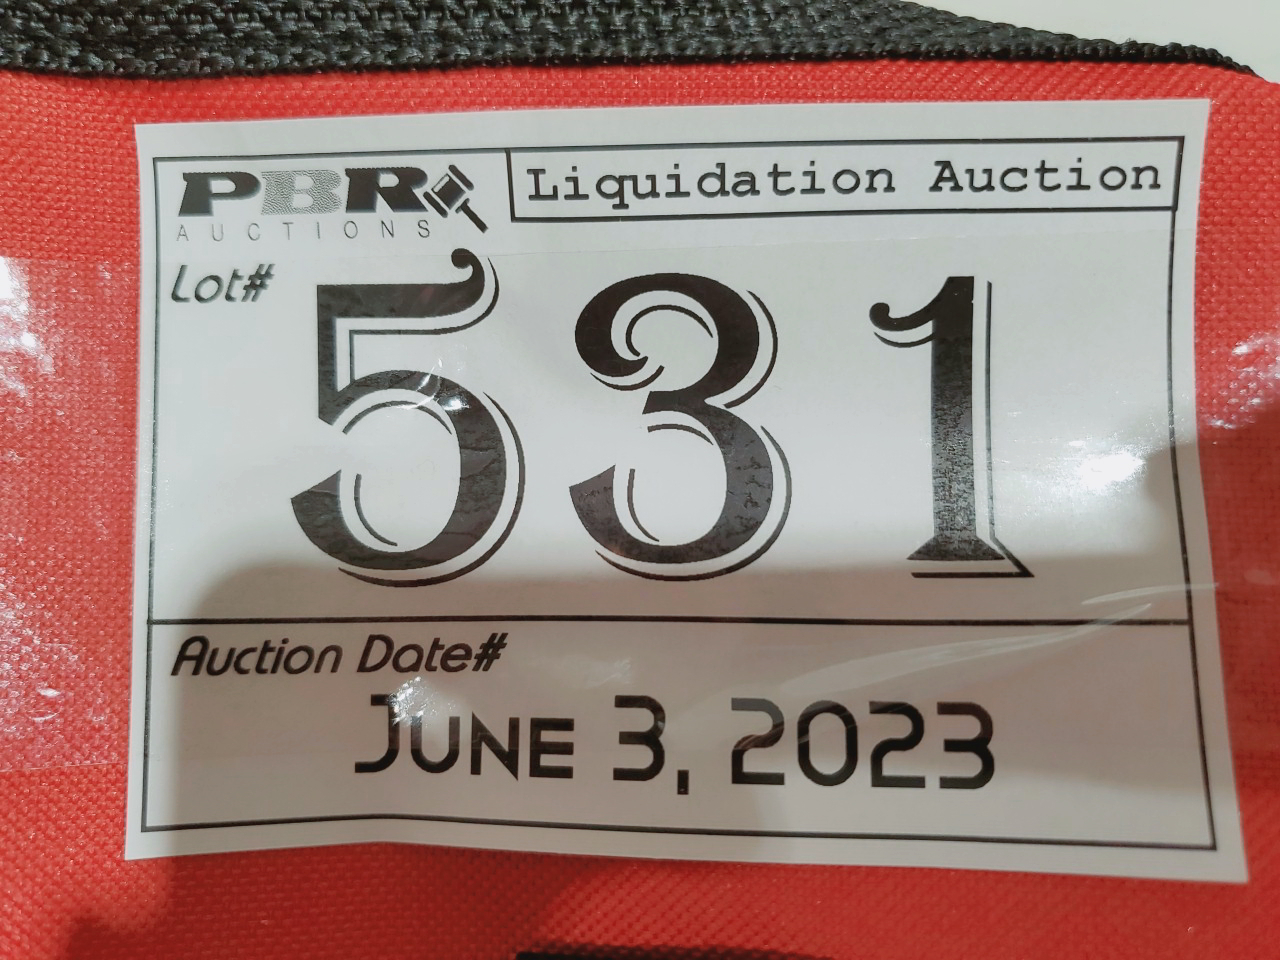 PBR
AUCTIONS
Liquidation Auction
Lot#
531
Auction Date#
JUNE 3, 2023